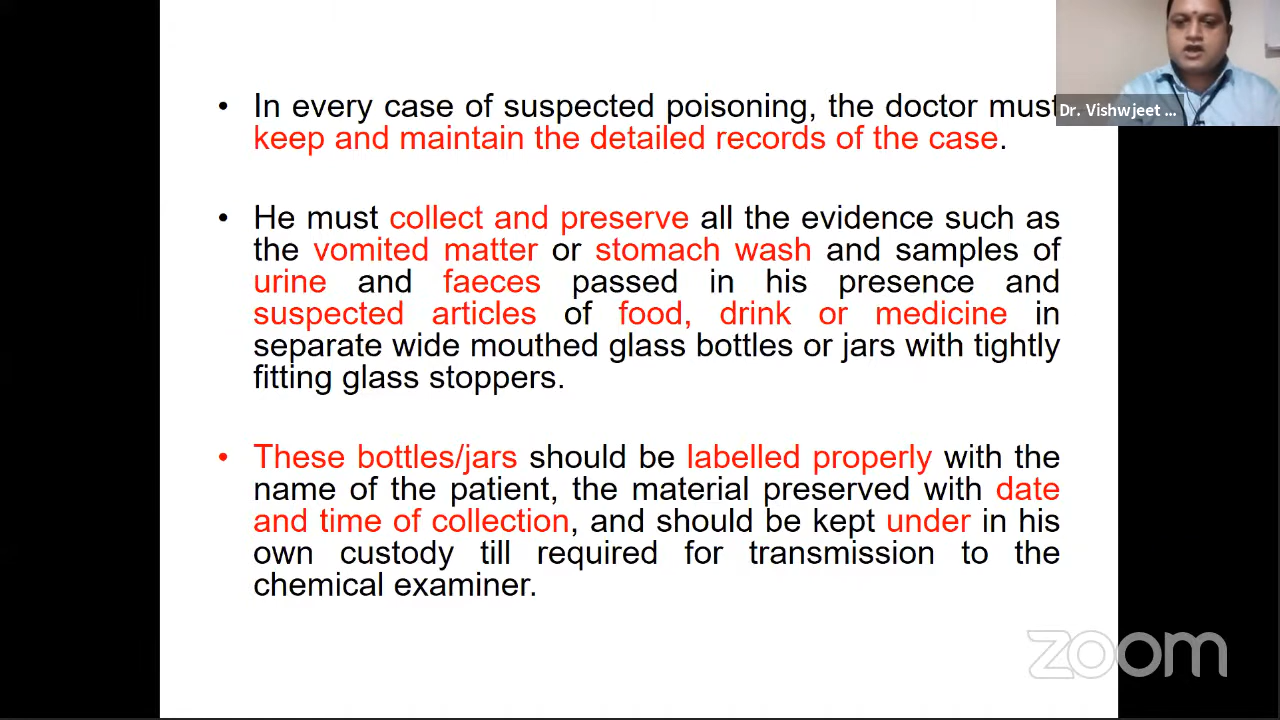 • In every case of suspected poisoning, the doctor must
keep and maintain the detailed records of the case.
• He must collect and preserve all the evidence such as
the vomited matter or stomach wash and samples of
urine and faeces passed in his presence and
suspected articles of food, drink or medicine in
separate wide mouthed glass bottles or jars with tightly
fitting glass stoppers.
• These bottles/jars should be labelled properly with the
name of the patient, the material preserved with date
and time of collection, and should be kept under in his
own custody till required for transmission to the
chemical examiner.
Dr. Vishwjeet ...
zoom